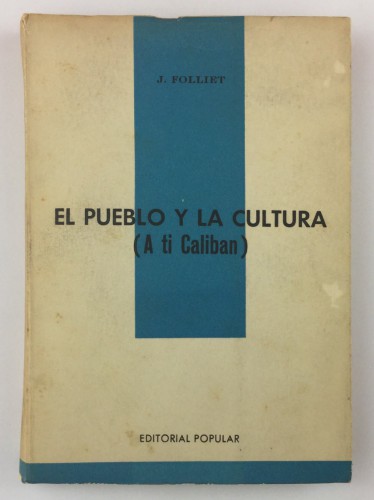 J. FOLLIET
EL PUEBLO Y LA CULTURA
(A ti Caliban)
EDITORIAL POPULAR